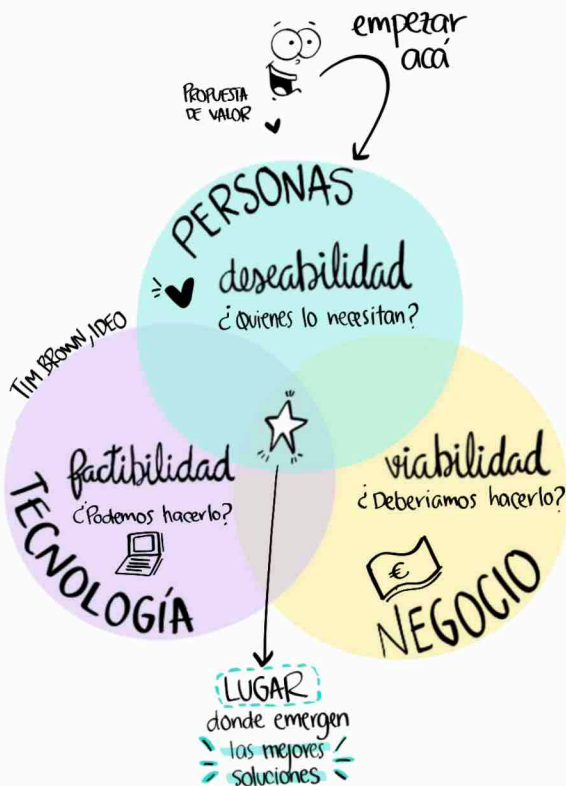 empezar
acá
PROPUESTA
DE VALOR
PERSONAS
deseabilidad
¿Quienes lo necesitan?
TIM BROWN, IDEO
factibilidad
¿Podemos hacerlo?
TECNOLOGÍA
viabilidad
¿Deberiamos hacerlo?
€
NEGOCIO
LUGAR
donde emergen
las mejores
soluciones